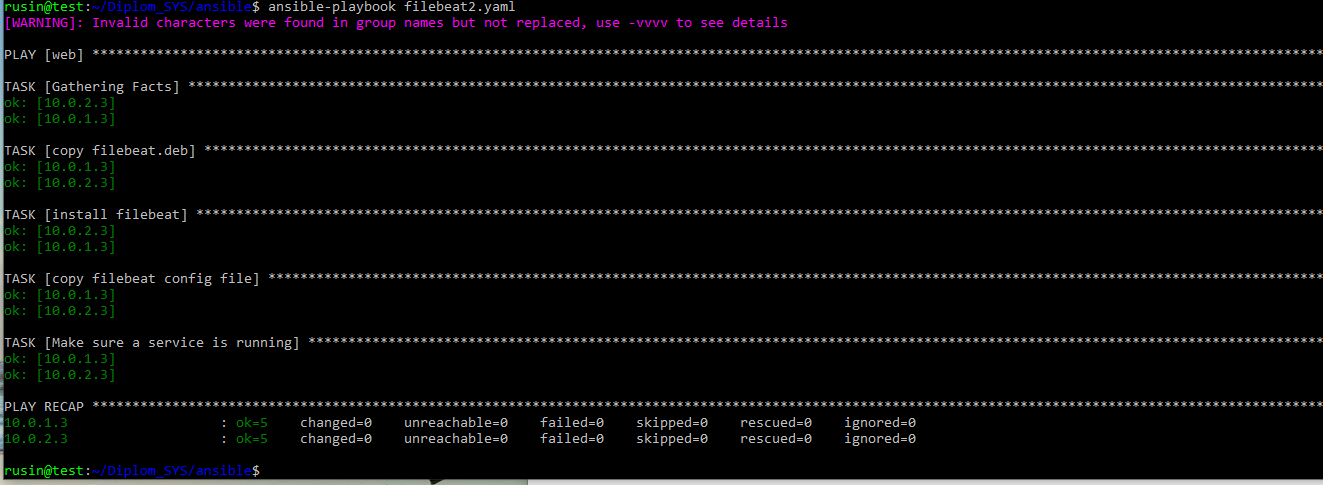 rusin@test:~/Diplom_SYS/ansible$ ansible-playbook filebeat2.yaml
[WARNING]: Invalid characters were found in group names but not replaced, use -vvvv to see details
PLAY [web] **********************************************************************************************************************************************************
TASK [Gathering Facts] **********************************************************************************************************************************************
ok: [10.0.2.3]
ok: [10.0.1.3]
TASK [copy filebeat.deb] ********************************************************************************************************************************************
ok: [10.0.1.3]
ok: [10.0.2.3]
TASK [install filebeat] *********************************************************************************************************************************************
ok: [10.0.2.3]
ok: [10.0.1.3]
TASK [copy filebeat config file] ************************************************************************************************************************************
ok: [10.0.1.3]
ok: [10.0.2.3]
TASK [Make sure a service is running] *******************************************************************************************************************************
ok: [10.0.1.3]
ok: [10.0.2.3]
PLAY RECAP **********************************************************************************************************************************************************
10.0.1.3                   : ok=5    changed=0    unreachable=0    failed=0    skipped=0    rescued=0    ignored=0
10.0.2.3                   : ok=5    changed=0    unreachable=0    failed=0    skipped=0    rescued=0    ignored=0
rusin@test:~/Diplom_SYS/ansible$